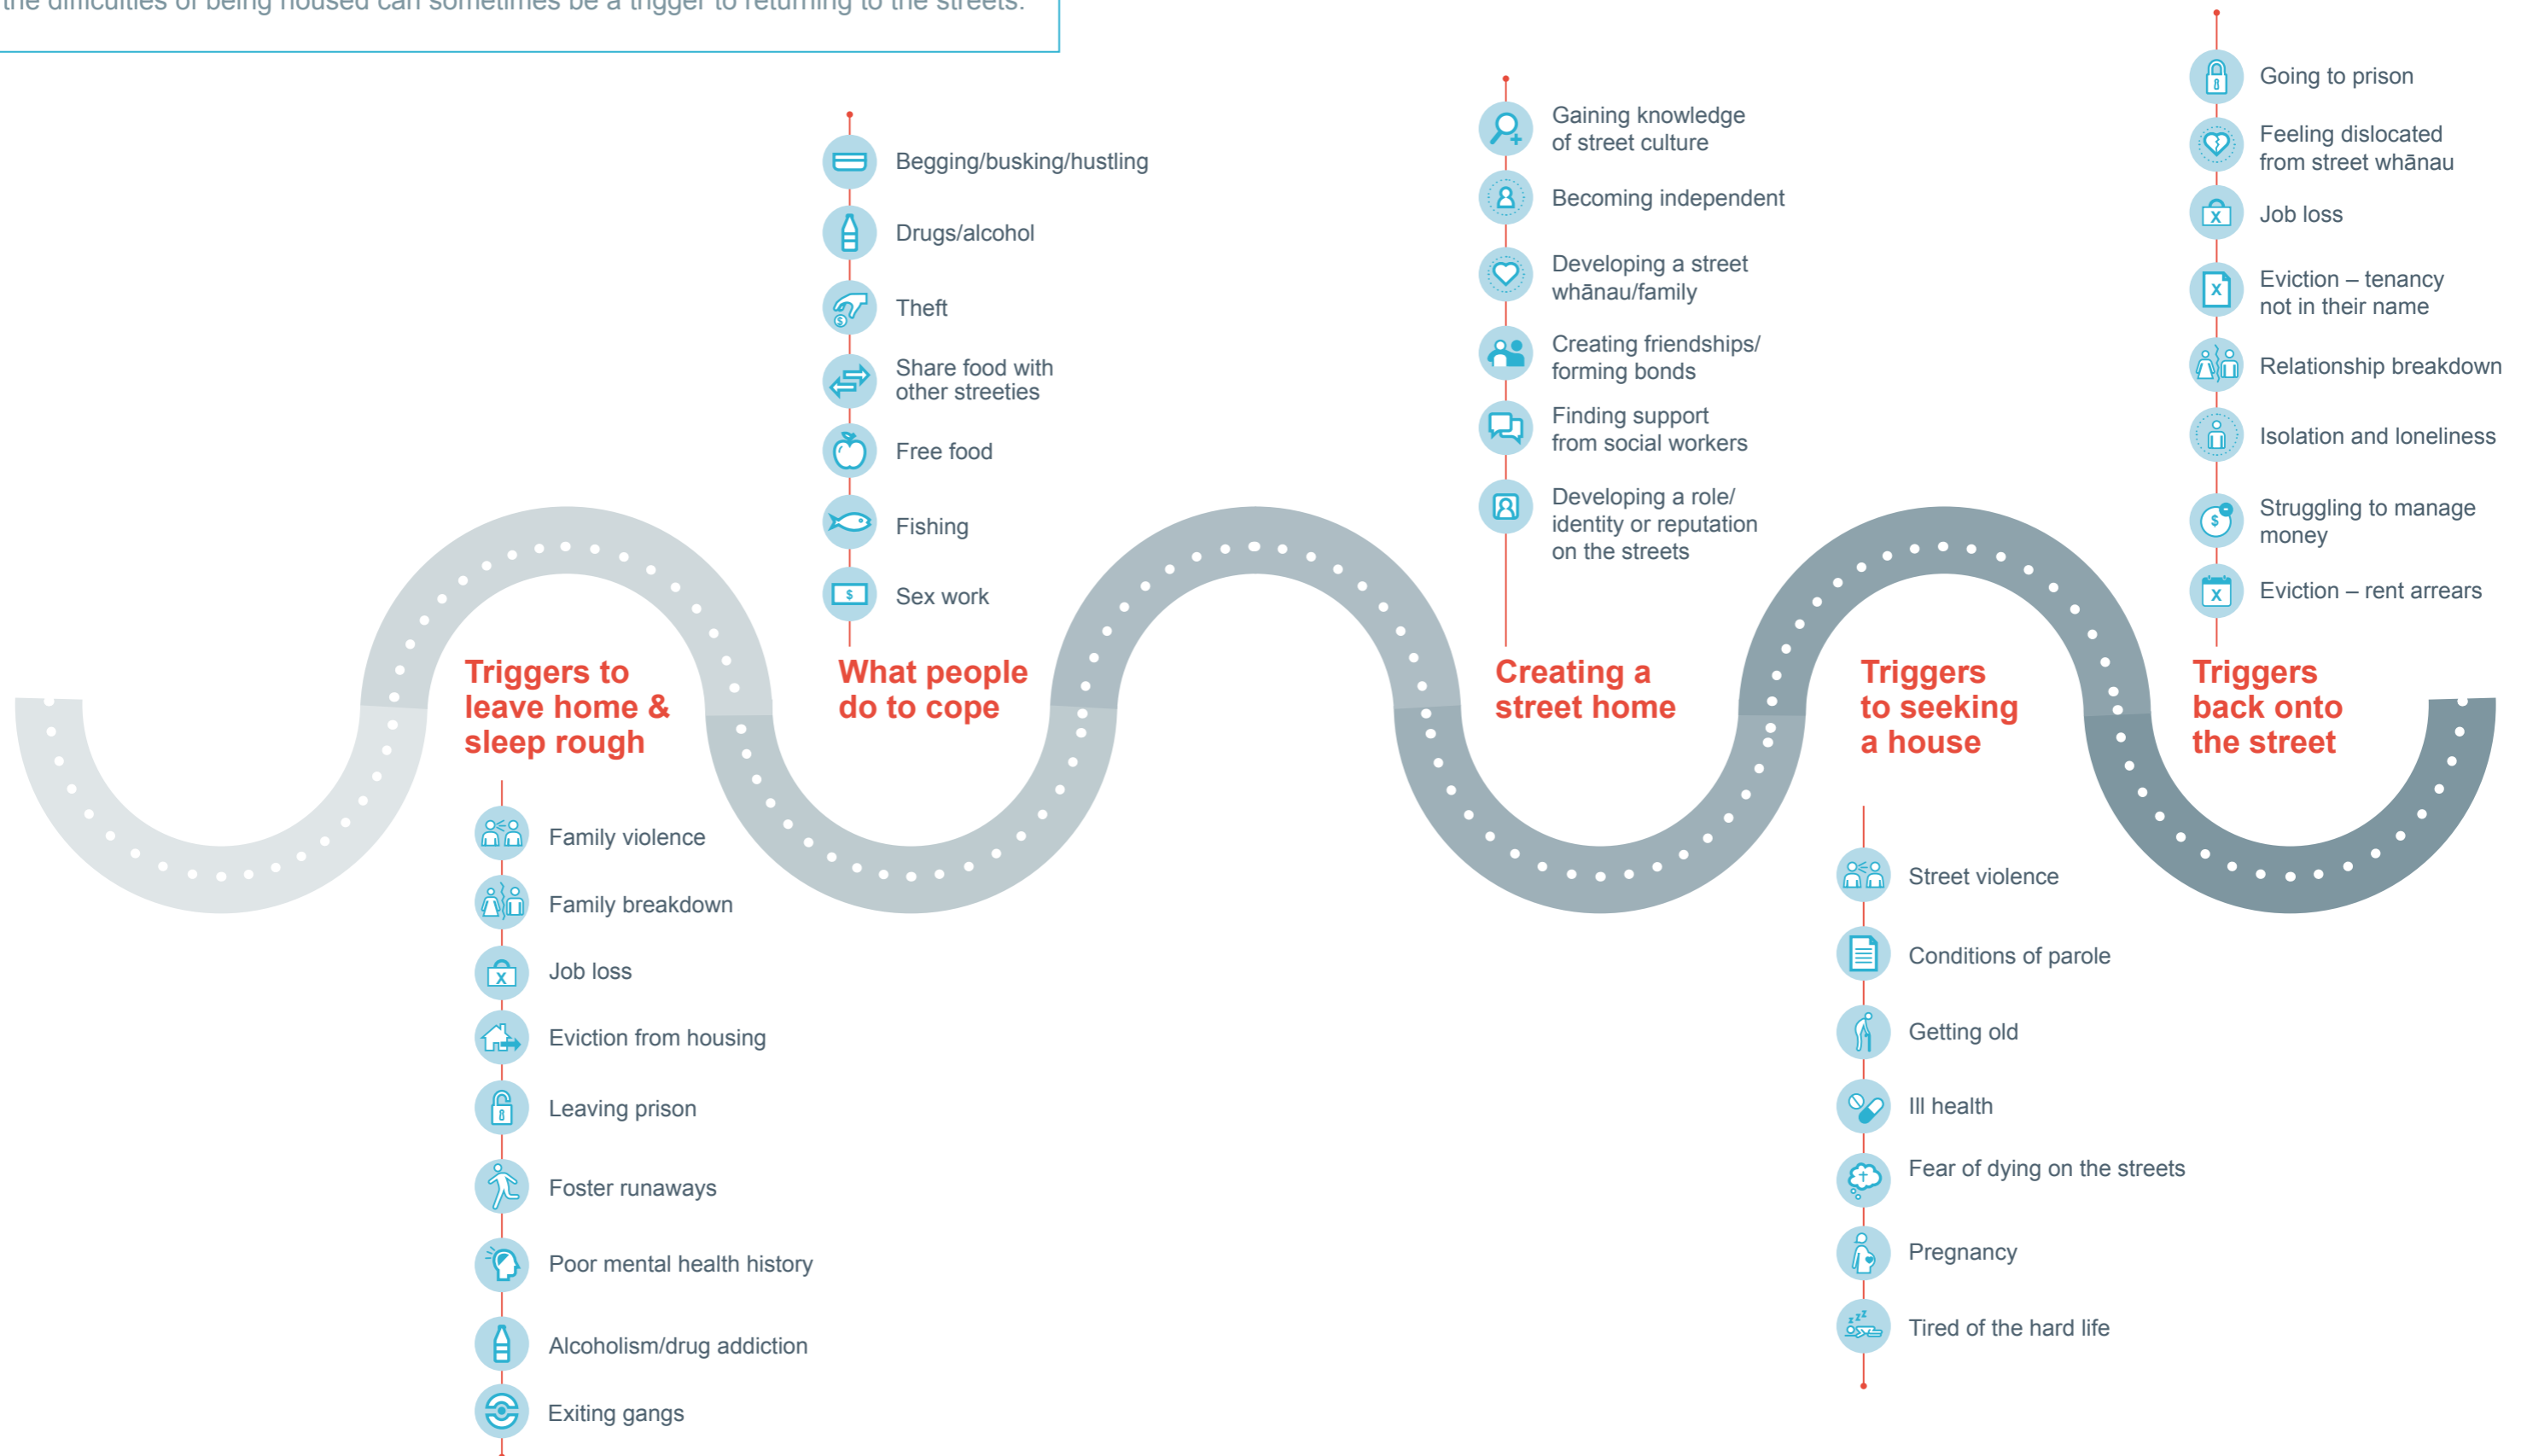 the difficulties of being housed can sometimes be a trigger to returning to the streets.
Triggers to
leave home &
sleep rough
Family violence
Family breakdown
Job loss
Eviction from housing
Leaving prison
Foster runaways
Poor mental health history
Alcoholism/drug addiction
Exiting gangs
Begging/busking/hustling
Drugs/alcohol
Theft
Share food with
other streeties
Free food
Fishing
Sex work
What people
do to cope
Gaining knowledge
of street culture
Becoming independent
Developing a street
whānau/family
Creating friendships/
forming bonds
Finding support
from social workers
Developing a role/
identity or reputation
on the streets
Creating a
street home
Triggers
to seeking
a house
Street violence
Conditions of parole
Getting old
Ill health
Fear of dying on the streets
Pregnancy
Tired of the hard life
Going to prison
Feeling dislocated
from street whānau
Job loss
Eviction – tenancy
not in their name
Relationship breakdown
Isolation and loneliness
Struggling to manage
money
Eviction – rent arrears
Triggers
back onto
the street